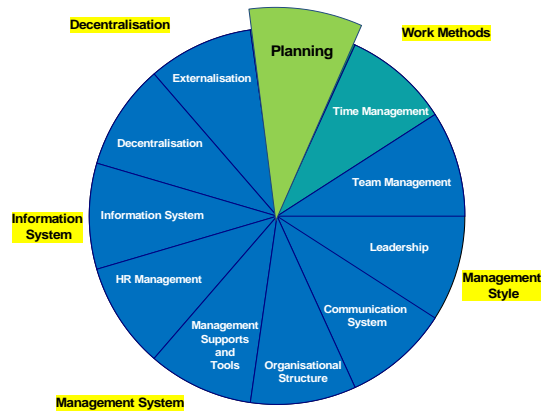 Decentralisation
Planning
Work Methods
Externalisation
Time Management
Decentralisation
Team Management
Information
System
Information System
Leadership
HR Management
Management
Style
Communication
System
Management
Supports
and
Tools
Organisational
Structure
Management System